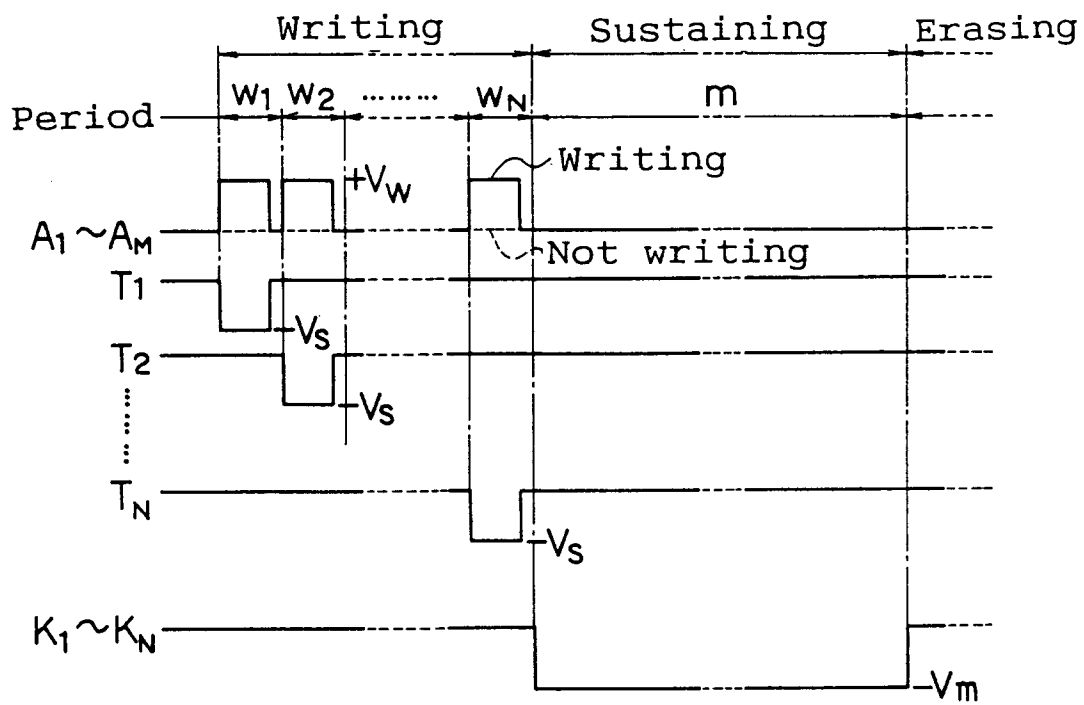 Writing Sustaining Erasing
Period W1 W2 ......... WN m
+VW
Writing
A1~AM
Not writing
T1
-VS
T2
-VS
......
TN
-VS
K1~KN
-Vm